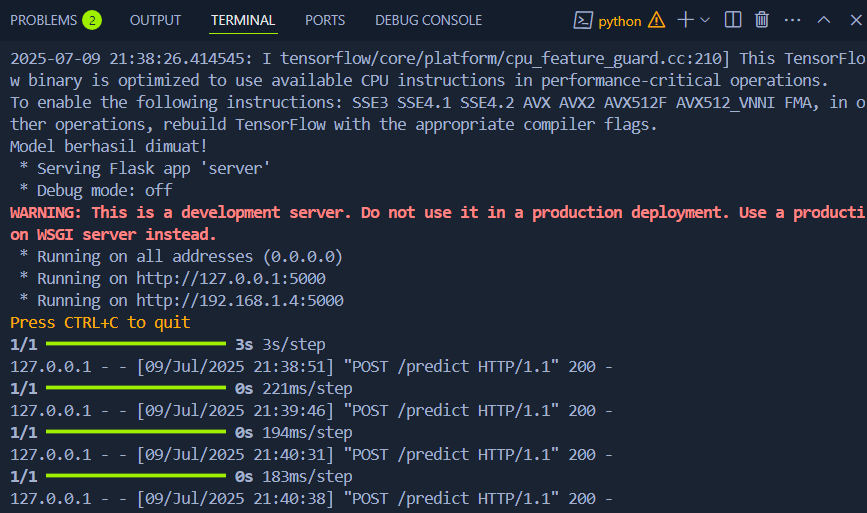 PROBLEMS 2 OUTPUT TERMINAL PORTS DEBUG CONSOLE python
2025-07-09 21:38:26.414545: I tensorflow/core/platform/cpu_feature_guard.cc:210] This TensorFlo
w binary is optimized to use available CPU instructions in performance-critical operations.
To enable the following instructions: SSE3 SSE4.1 SSE4.2 AVX AVX2 AVX512F AVX512_VNNI FMA, in o
ther operations, rebuild TensorFlow with the appropriate compiler flags.
Model berhasil dimuat!
* Serving Flask app 'server'
* Debug mode: off
WARNING: This is a development server. Do not use it in a production deployment. Use a producti
on WSGI server instead.
* Running on all addresses (0.0.0.0)
* Running on http://127.0.0.1:5000
* Running on http://192.168.1.4:5000
Press CTRL+C to quit
1/1 3s 3s/step
127.0.0.1 - - [09/Jul/2025 21:38:51] "POST /predict HTTP/1.1" 200 -
1/1 0s 221ms/step
127.0.0.1 - - [09/Jul/2025 21:39:46] "POST /predict HTTP/1.1" 200 -
1/1 0s 194ms/step
127.0.0.1 - - [09/Jul/2025 21:40:31] "POST /predict HTTP/1.1" 200 -
1/1 0s 183ms/step
127.0.0.1 - - [09/Jul/2025 21:40:38] "POST /predict HTTP/1.1" 200 -